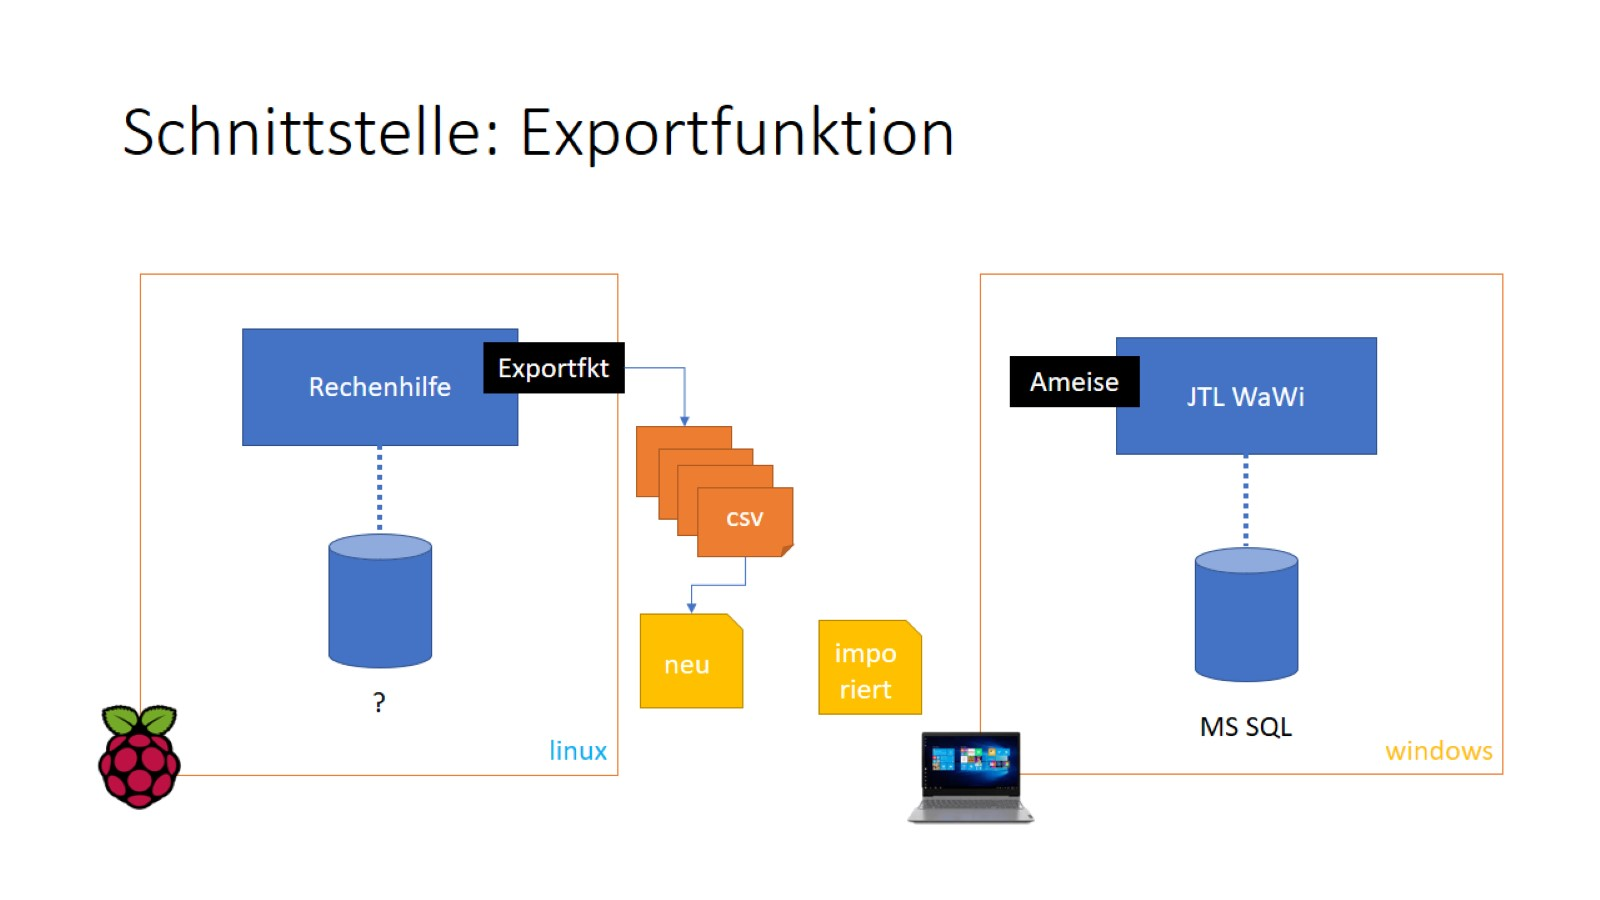 Schnittstelle: Exportfunktion
Rechenhilfe
Exportfkt
csv
neu
impo
riert
?
linux
Ameise
JTL WaWi
MS SQL
windows